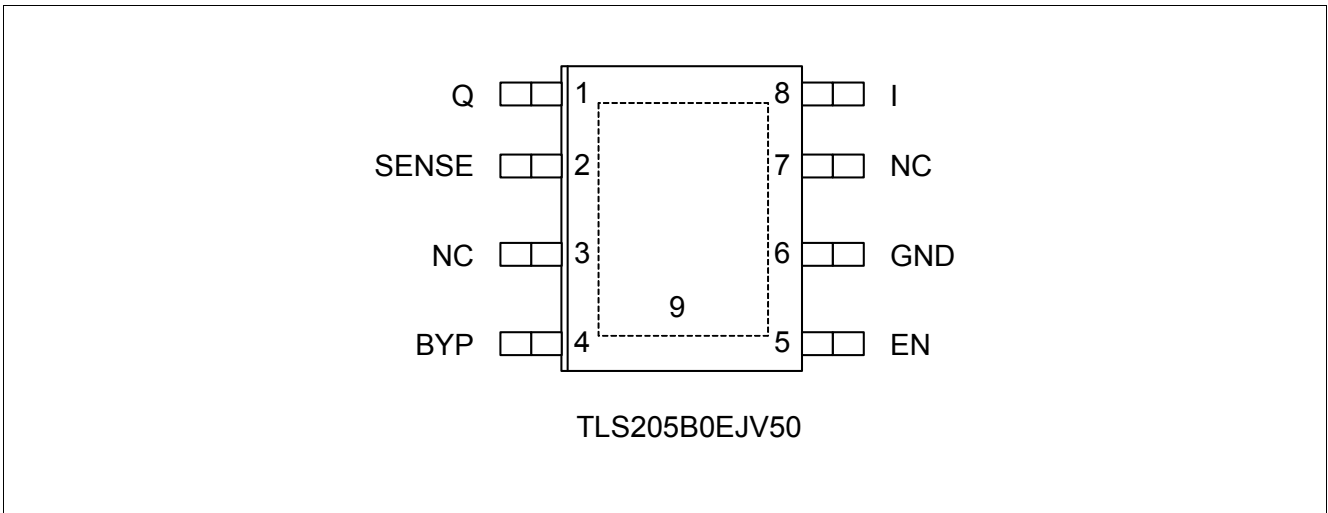 Q 1 8 I
SENSE 2 7 NC
NC 3 6 GND
9
BYP 4 5 EN
TLS205B0EJV50